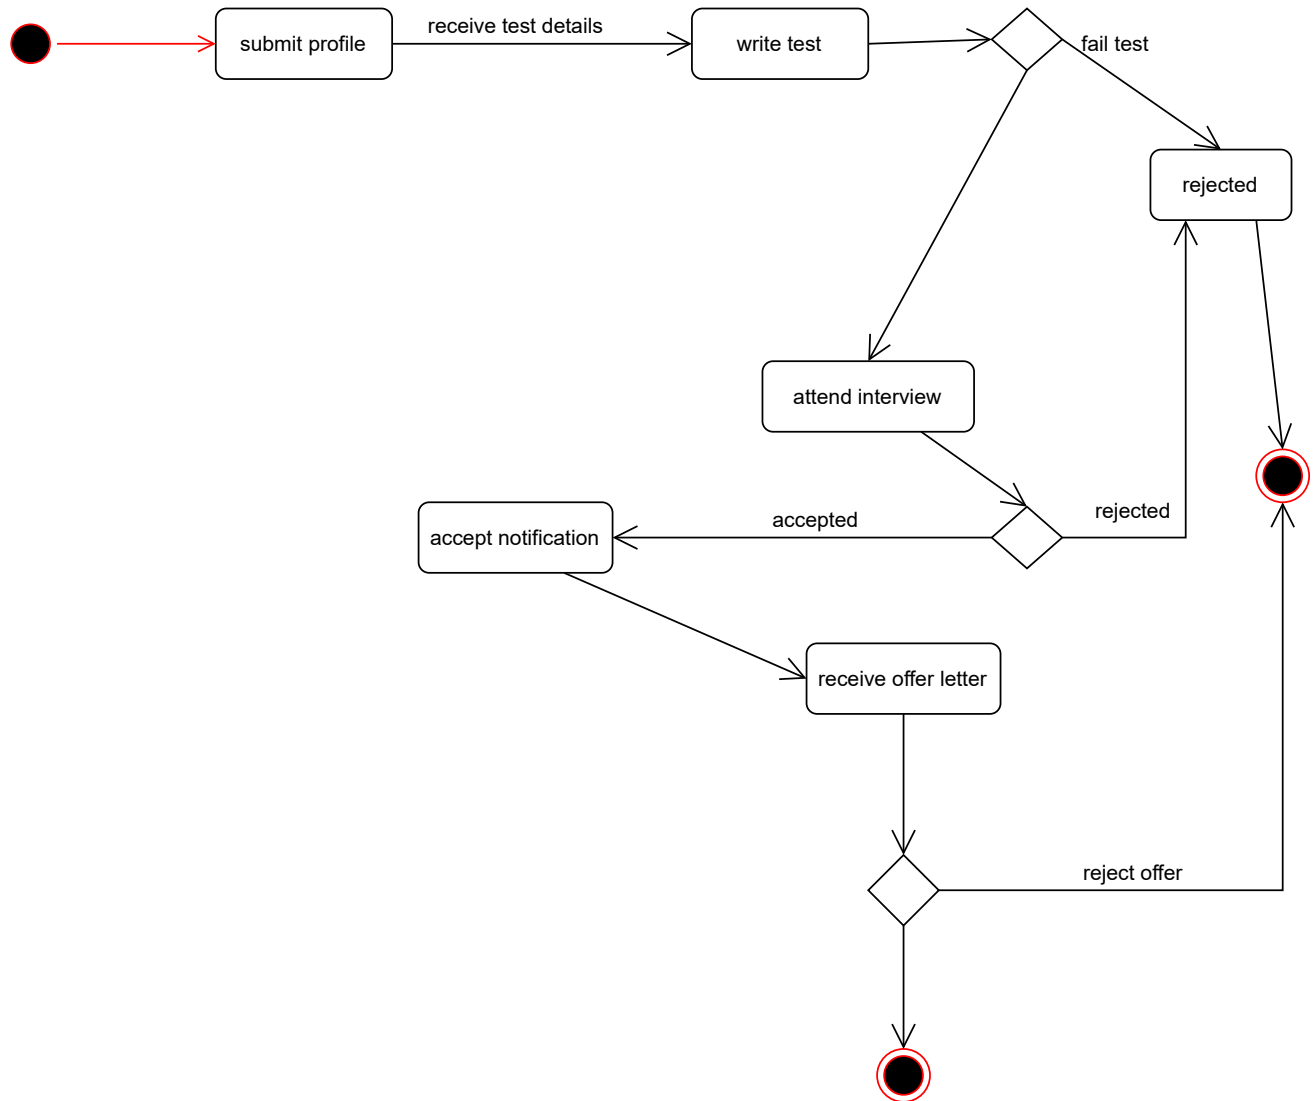 submit profile
receive test details
write test
fail test
rejected
attend interview
accept notification
accepted
rejected
receive offer letter
reject offer